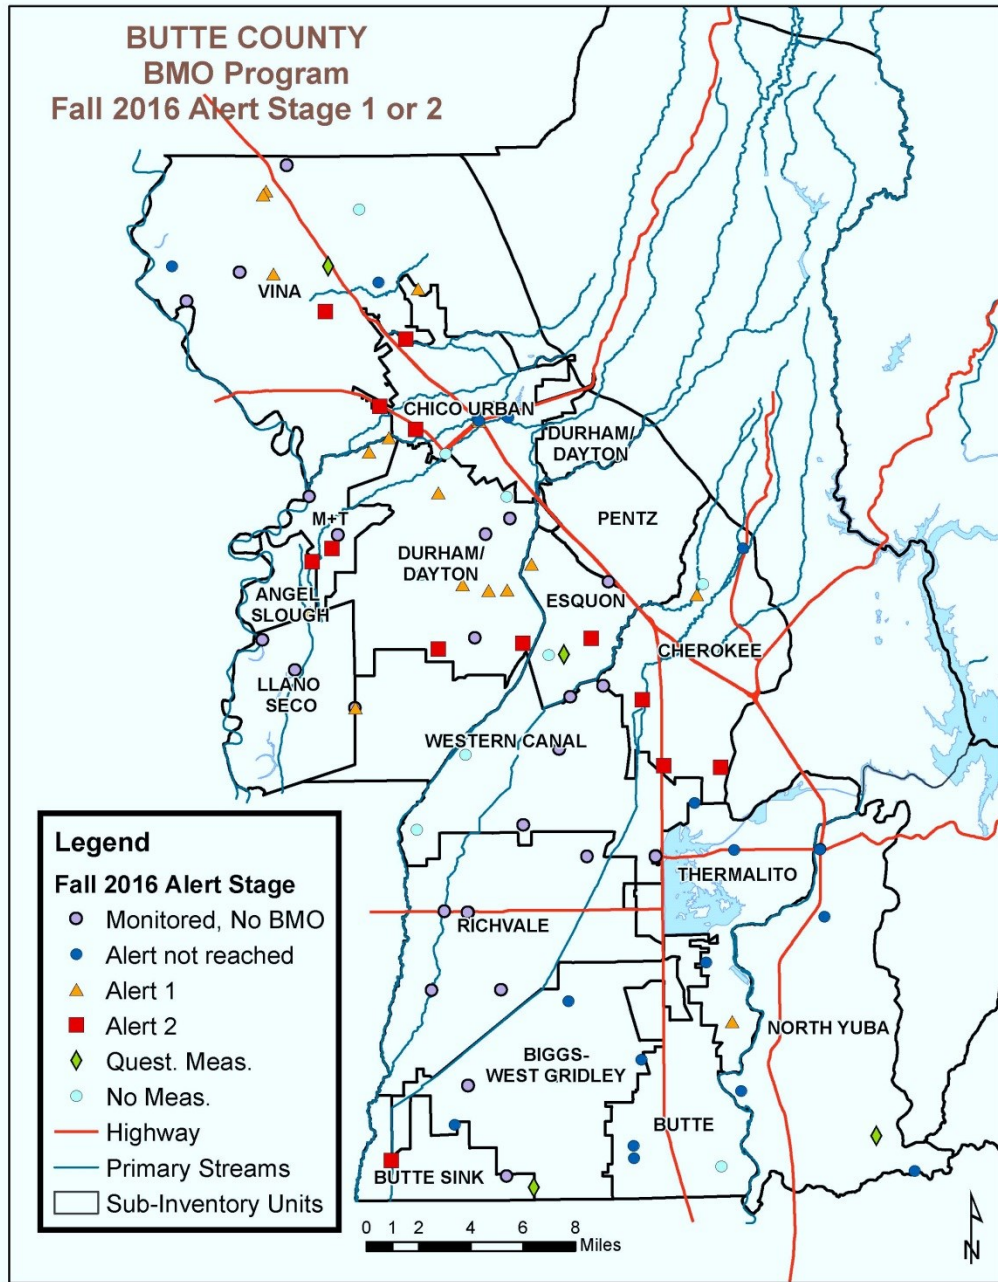 BUTTE COUNTY
BMO Program
Fall 2016 Alert Stage 1 or 2
VINA
CHICO URBAN
DURHAM/
DAYTON
PENTZ
M+T
DURHAM/
DAYTON
ANGEL
SLOUGH
ESQUON
CHEROKEE
LLANO
SECO
WESTERN CANAL
THERMALITO
RICHVALE
NORTH YUBA
BIGGS-
WEST GRIDLEY
BUTTE
BUTTE SINK
Legend
Fall 2016 Alert Stage
Monitored, No BMO
Alert not reached
Alert 1
Alert 2
Quest. Meas.
No Meas.
Highway
Primary Streams
Sub-Inventory Units
0 1 2 4 6 8
Miles
N